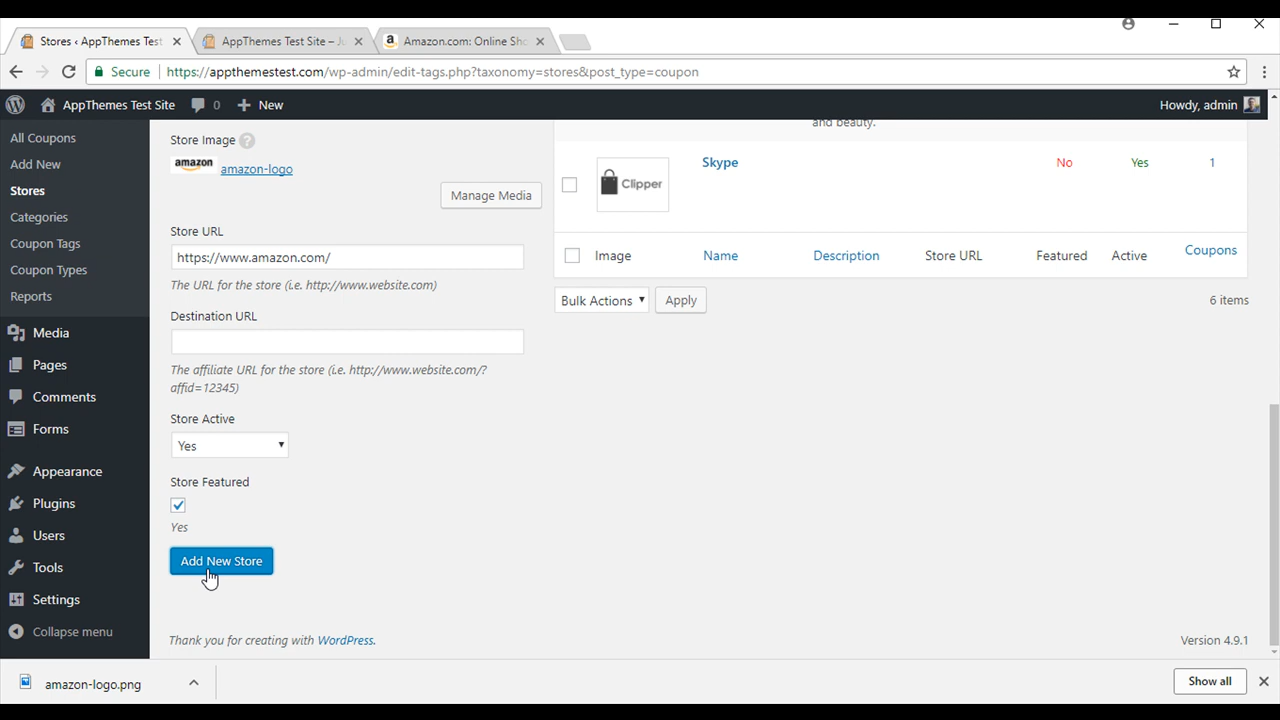 Stores ‹ AppThemes Test
AppThemes Test Site – Ju
Amazon.com: Online Sho
Secure
https://appthemestest.com/wp-admin/edit-tags.php?taxonomy=stores&post_type=coupon
AppThemes Test Site
0
New
Howdy, admin
All Coupons
Add New
Stores
Categories
Coupon Tags
Coupon Types
Reports
Media
Pages
Comments
Forms
Appearance
Plugins
Users
Tools
Settings
Collapse menu
Store Image
amazon
amazon-logo
Manage Media
Store URL
https://www.amazon.com/
The URL for the store (i.e. http://www.website.com)
Destination URL
The affiliate URL for the store (i.e. http://www.website.com/?
affid=12345)
Store Active
Yes
Store Featured
Yes
Add New Store
and beauty.
Clipper
Skype
No
Yes
1
Image
Name
Description
Store URL
Featured
Active
Coupons
Bulk Actions
Apply
6 items
Thank you for creating with WordPress.
Version 4.9.1
amazon-logo.png
Show all